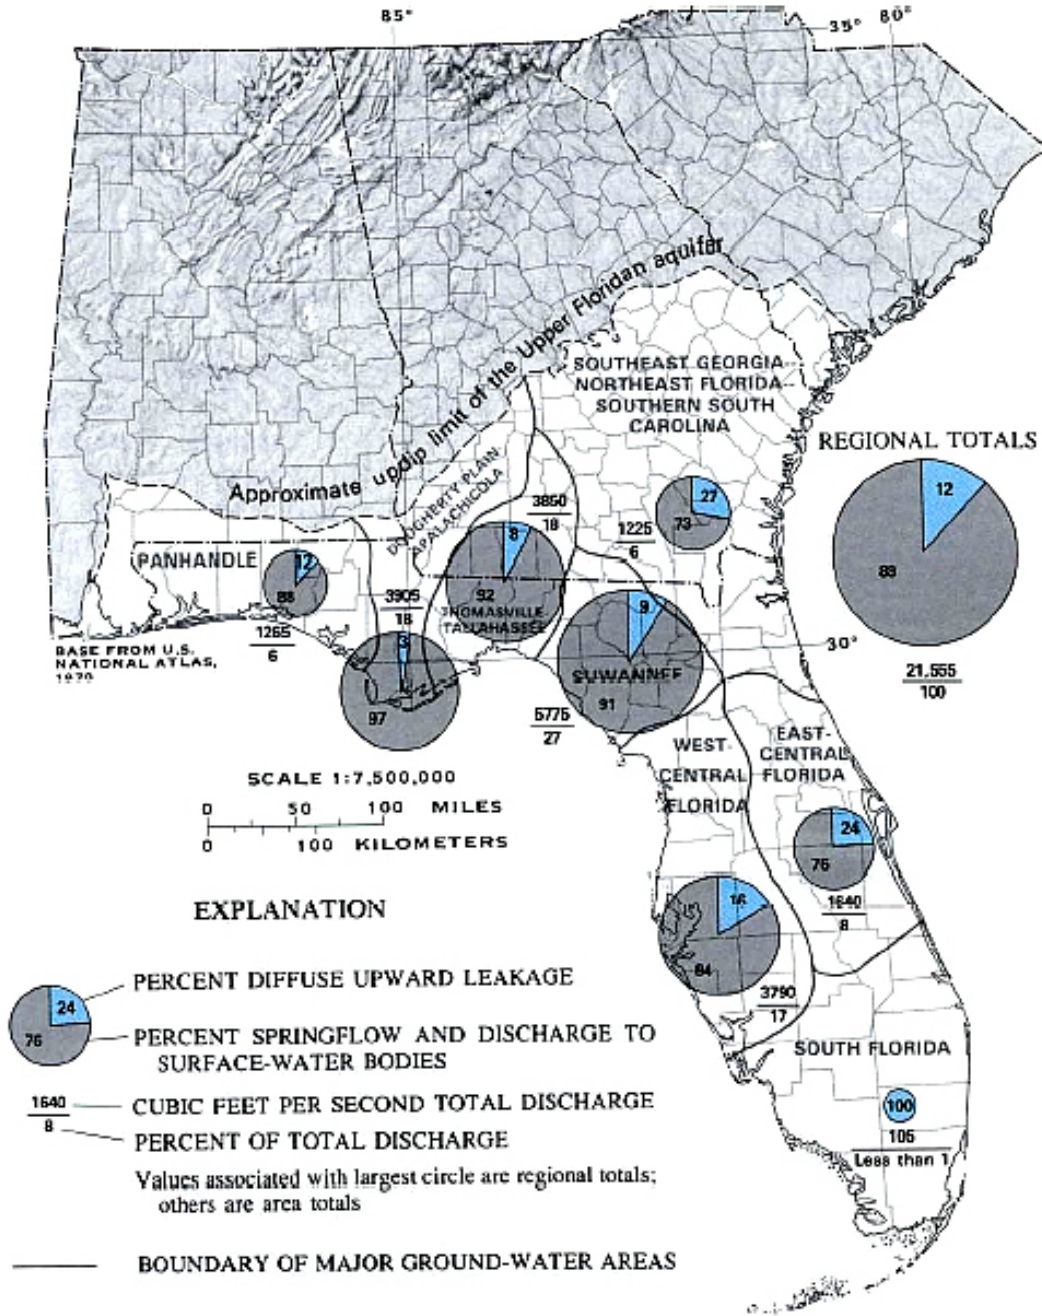 85°
35°
80°
Approximate updip limit of the Upper Floridan aquifer
SOUTHEAST GEORGIA
NORTHEAST FLORIDA
SOUTHERN SOUTH
CAROLINA
REGIONAL TOTALS
12
88
21,555
100
DOUGHERTY PLAIN-
APALACHICOLA
3850
18
27
73
1225
6
PANHANDLE
12
88
1265
6
3905
18
8
92
THOMASVILLE
TALLAHASSEE
9
SUWANNEE
91
5775
27
3
97
30°
BASE FROM U.S.
NATIONAL ATLAS,
1970
WEST-
CENTRAL
FLORIDA
EAST-
CENTRAL
FLORIDA
SCALE 1:7,500,000
0 50 100 MILES
0 100 KILOMETERS
24
76
1640
8
16
84
3790
17
SOUTH FLORIDA
100
105
Less than 1
EXPLANATION
24
76
PERCENT DIFFUSE UPWARD LEAKAGE
PERCENT SPRINGFLOW AND DISCHARGE TO
SURFACE-WATER BODIES
1640
8
CUBIC FEET PER SECOND TOTAL DISCHARGE
PERCENT OF TOTAL DISCHARGE
Values associated with largest circle are regional totals;
others are area totals
BOUNDARY OF MAJOR GROUND-WATER AREAS